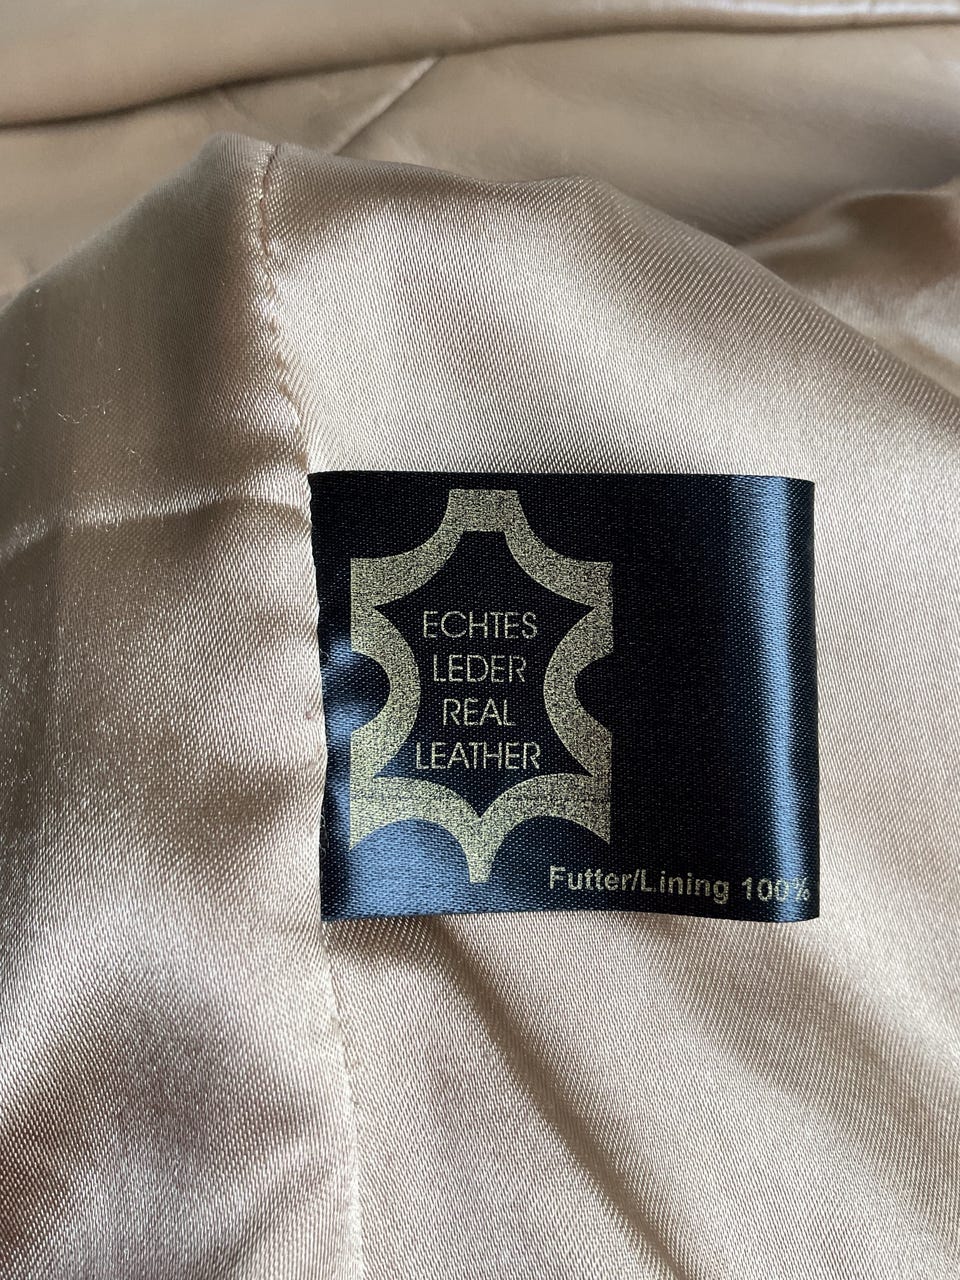 ECHTES
LEDER
REAL
LEATHER
Futter/Lining 100%